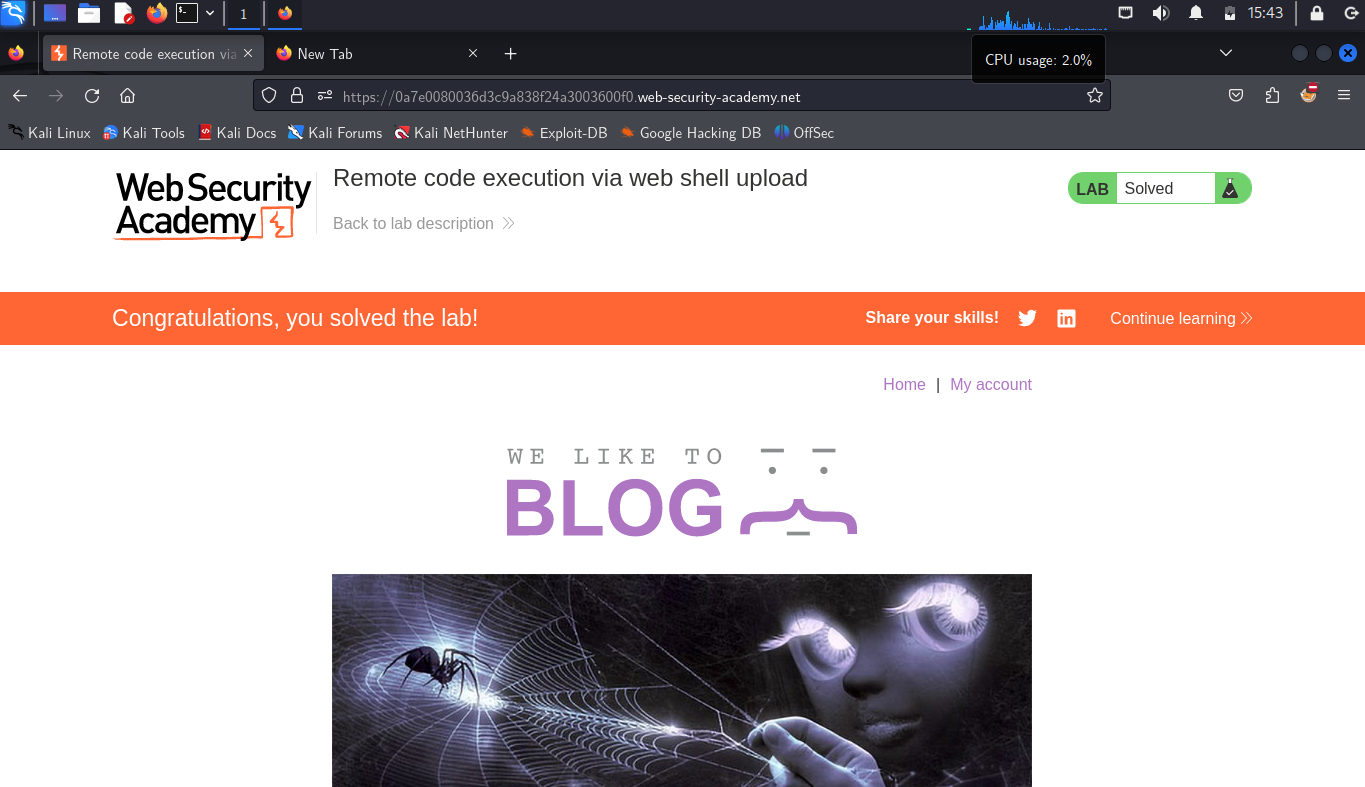 1
15:43
Remote code execution via
New Tab
CPU usage: 2.0%
https://0a7e0080036d3c9a838f24a3003600f0.web-security-academy.net
Kali Linux Kali Tools Kali Docs Kali Forums Kali NetHunter Exploit-DB Google Hacking DB OffSec
Web Security
Academy
Remote code execution via web shell upload
Back to lab description
LAB Solved
Congratulations, you solved the lab!
Share your skills!
Continue learning
Home | My account
WE LIKE TO
BLOG